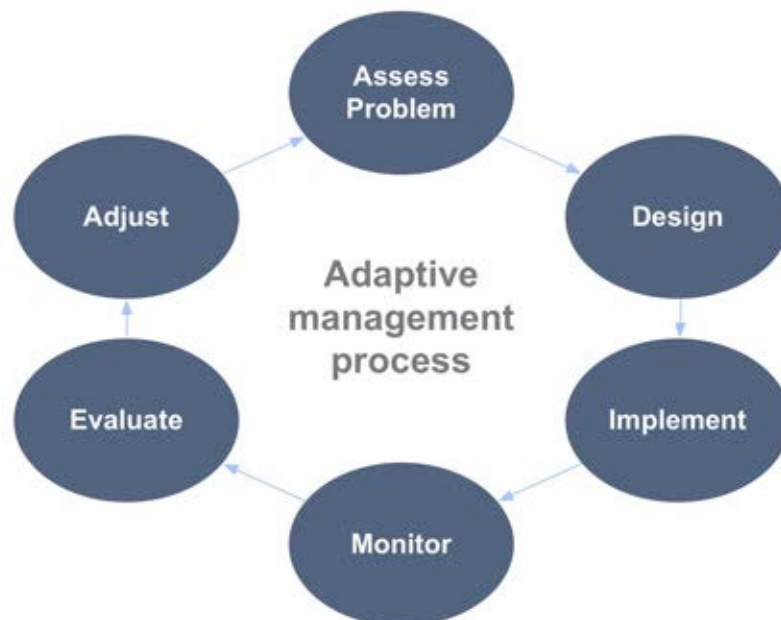 Assess
Problem
Design
Implement
Monitor
Evaluate
Adjust
Adaptive
management
process